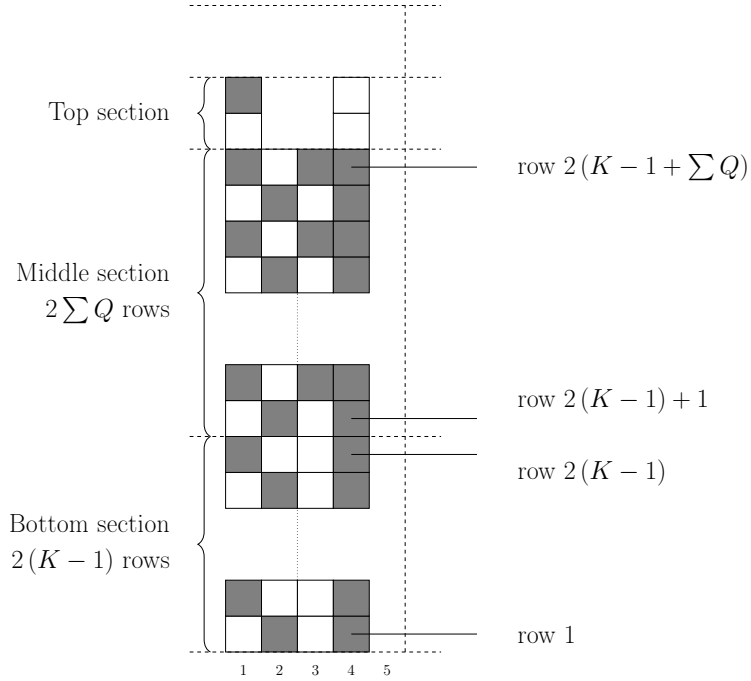 Top section
row 2 (K − 1 + ∑ Q)
Middle section
2 ∑ Q rows
row 2 (K − 1) + 1
row 2 (K − 1)
Bottom section
2 (K − 1) rows
row 1
1 2 3 4 5